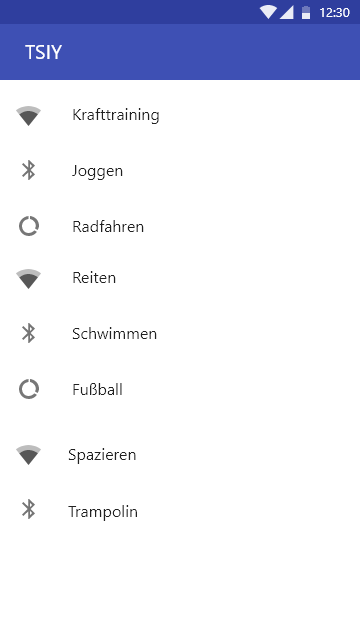 12:30
TSIY
Krafttraining
Joggen
Radfahren
Reiten
Schwimmen
Fußball
Spazieren
Trampolin